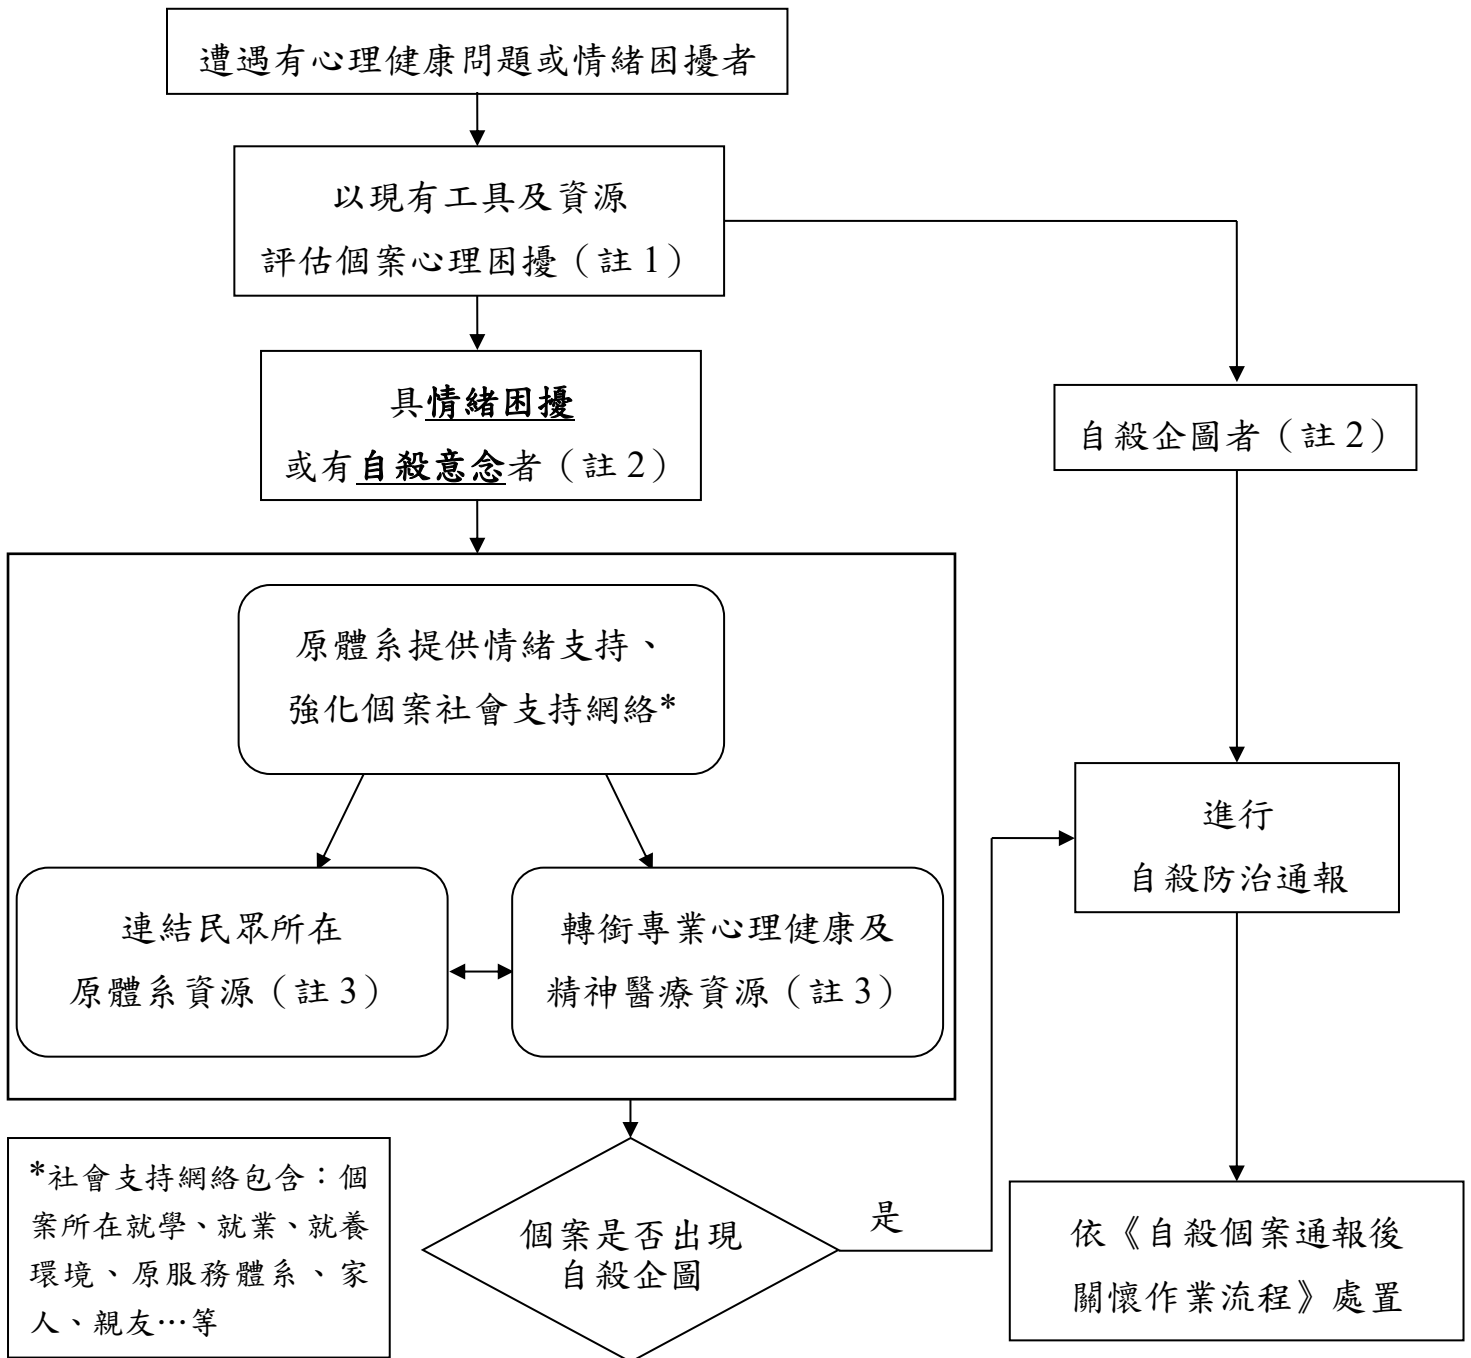 遭遇有心理健康問題或情緒困擾者
以現有工具及資源
評估個案心理困擾（註1）
具情緒困擾
或有自殺意念者（註2）
自殺企圖者（註2）
原體系提供情緒支持、
強化個案社會支持網絡*
連結民眾所在
原體系資源（註3）
轉銜專業心理健康及
精神醫療資源（註3）
進行
自殺防治通報
*社會支持網絡包含：個
案所在就學、就業、就養
環境、原服務體系、家
人、親友…等
個案是否出現
自殺企圖
是
依《自殺個案通報後
關懷作業流程》處置